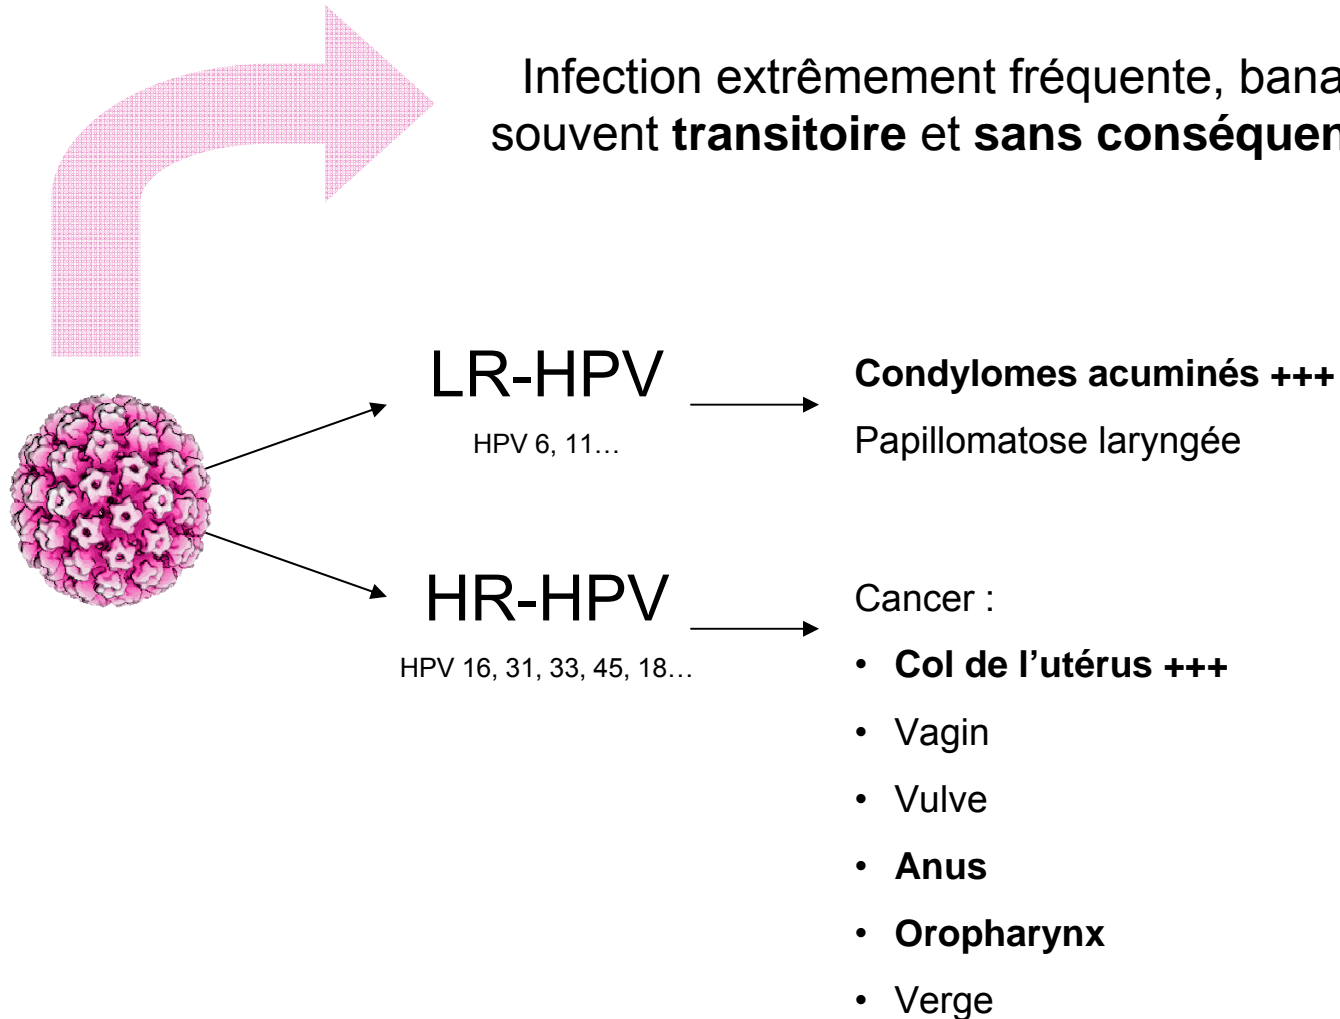 Infection extrêmement fréquente, bana
souvent transitoire et sans conséquen
LR-HPV
HPV 6, 11…
Condylomes acuminés +++
Papillomatose laryngée
HR-HPV
HPV 16, 31, 33, 45, 18…
Cancer :
• Col de l’utérus +++
• Vagin
• Vulve
• Anus
• Oropharynx
• Verge